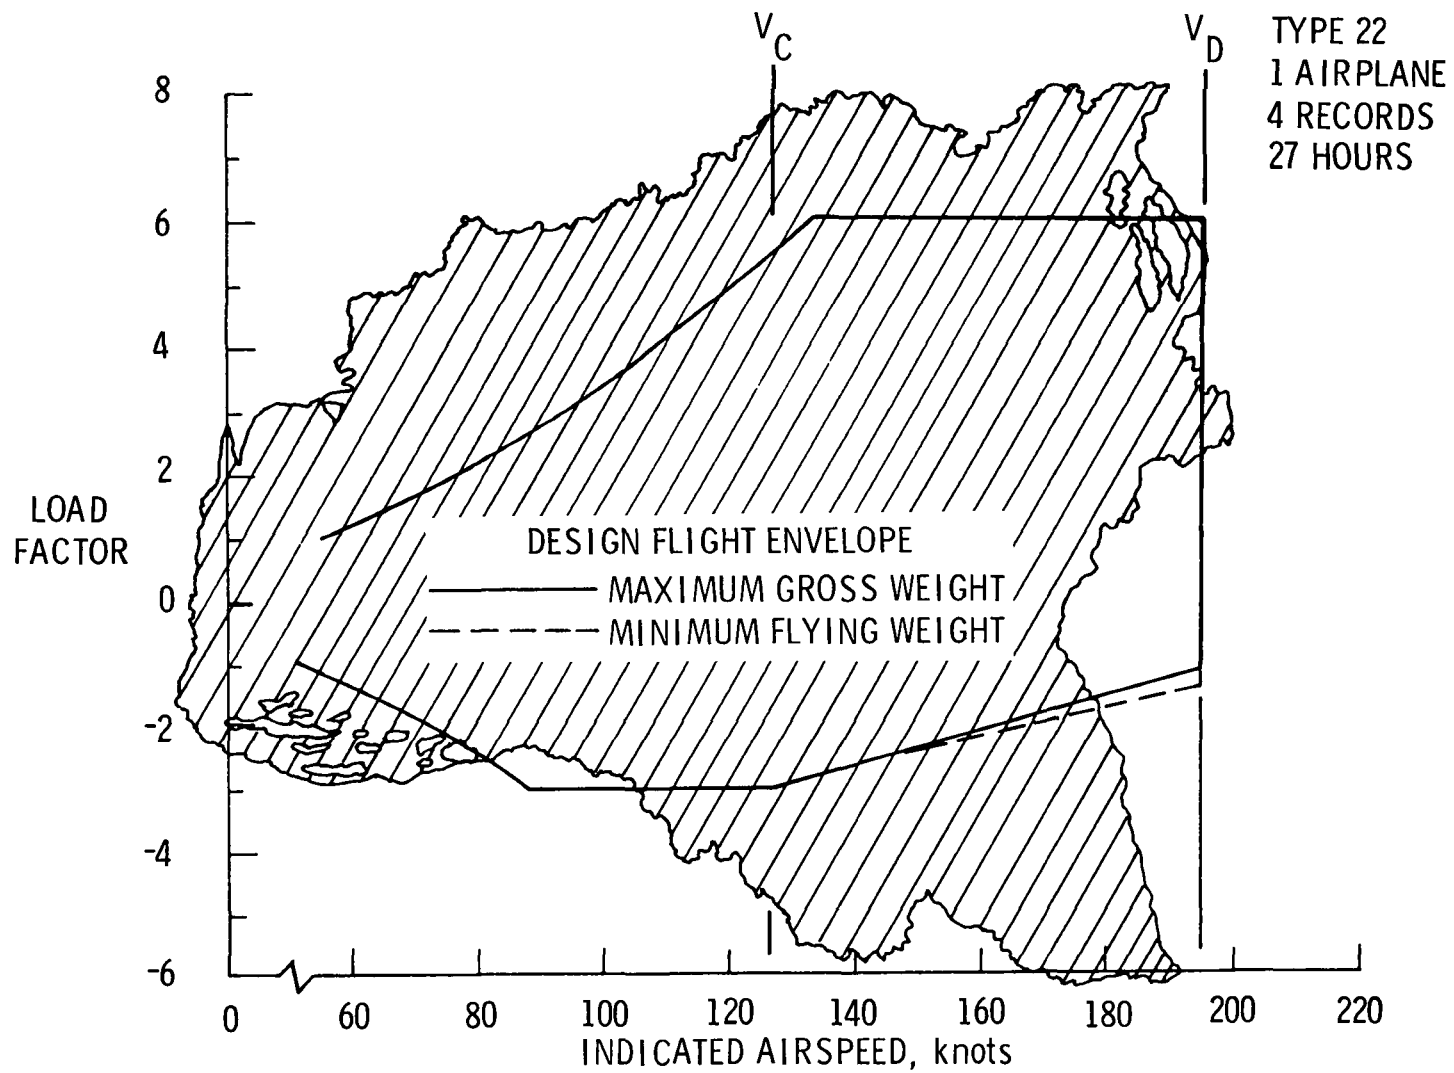 V_C
V_D
TYPE 22
1 AIRPLANE
4 RECORDS
27 HOURS
8
6
4
2
0
-2
-4
-6
LOAD
FACTOR
DESIGN FLIGHT ENVELOPE
MAXIMUM GROSS WEIGHT
MINIMUM FLYING WEIGHT
0 60 80 100 120 140 160 180 200 220
INDICATED AIRSPEED, knots